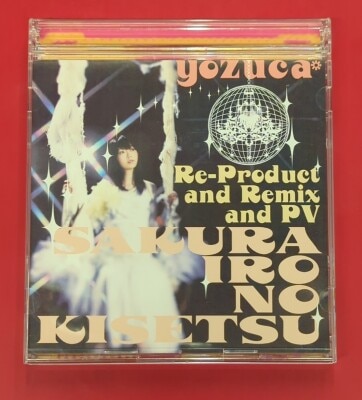 yozuca*
Re-Product
and Remix
and PV
SAKURA
IRO
NO
KISETSU